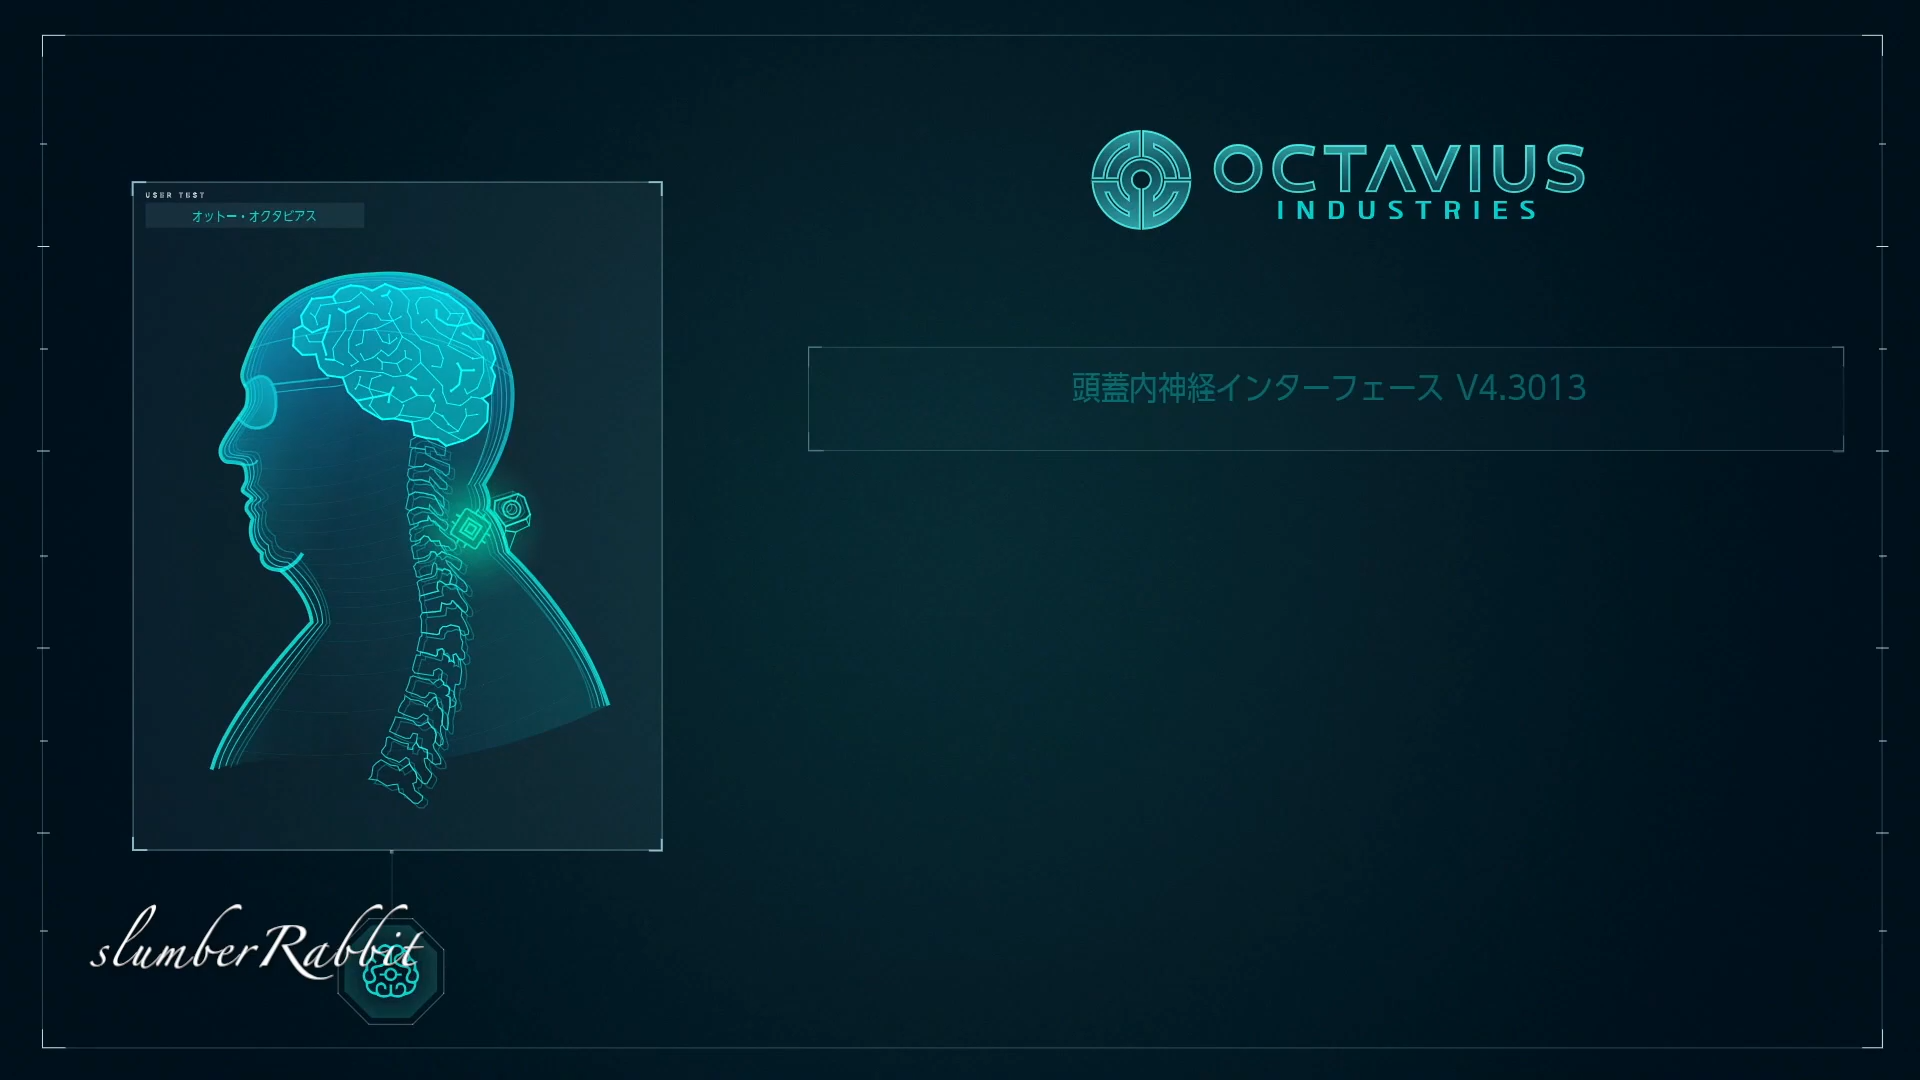 OCTAVIUS
INDUSTRIES
USER TEST
オットー・オクタビアス
頭蓋内神経インターフェース V4.3013
slumberRabbit